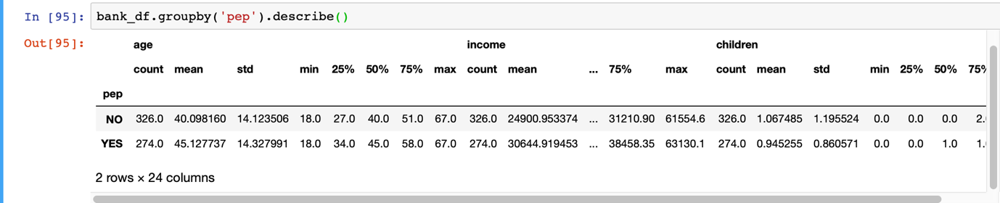 In [95]: bank_df.groupby('pep').describe()
Out[95]:
age income children
count mean std min 25% 50% 75% max count mean ... 75% max count mean std min 25% 50% 75%
pep
NO 326.0 40.098160 14.123506 18.0 27.0 40.0 51.0 67.0 326.0 24900.953374 ... 31210.90 61554.6 326.0 1.067485 1.195524 0.0 0.0 0.0 2.
YES 274.0 45.127737 14.327991 18.0 34.0 45.0 58.0 67.0 274.0 30644.919453 ... 38458.35 63130.1 274.0 0.945255 0.860571 0.0 0.0 1.0 1.
2 rows × 24 columns